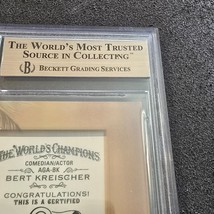 THE WORLD'S MOST TRUSTED
SOURCE IN COLLECTING
B BECKETT GRADING SERVICES
THE WORLD'S CHAMPIONS
COMEDIAN/ACTOR
AGA-BK
BERT KREISCHER
CONGRATULATIONS!
THIS IS A CERTIFIED